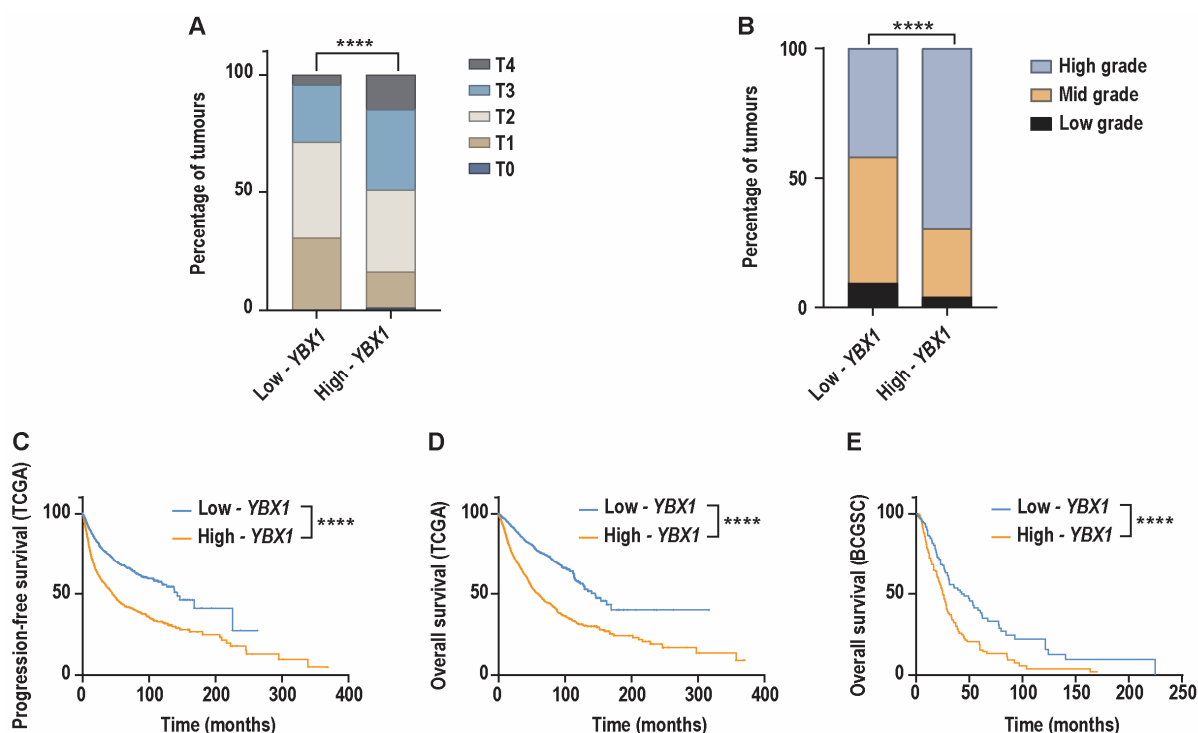 A
****
100
50
0
Percentage of tumours
Low - YBX1
High - YBX1
T4
T3
T2
T1
T0
B
****
100
50
0
Percentage of tumours
Low - YBX1
High - YBX1
High grade
Mid grade
Low grade
C
Progression-free survival (TCGA)
100
50
0
Low - YBX1
High - YBX1
****
0 100 200 300 400
Time (months)
D
Overall survival (TCGA)
100
50
0
Low - YBX1
High - YBX1
****
0 100 200 300 400
Time (months)
E
Overall survival (BCGSC)
100
50
0
Low - YBX1
High - YBX1
****
0 50 100 150 200 250
Time (months)